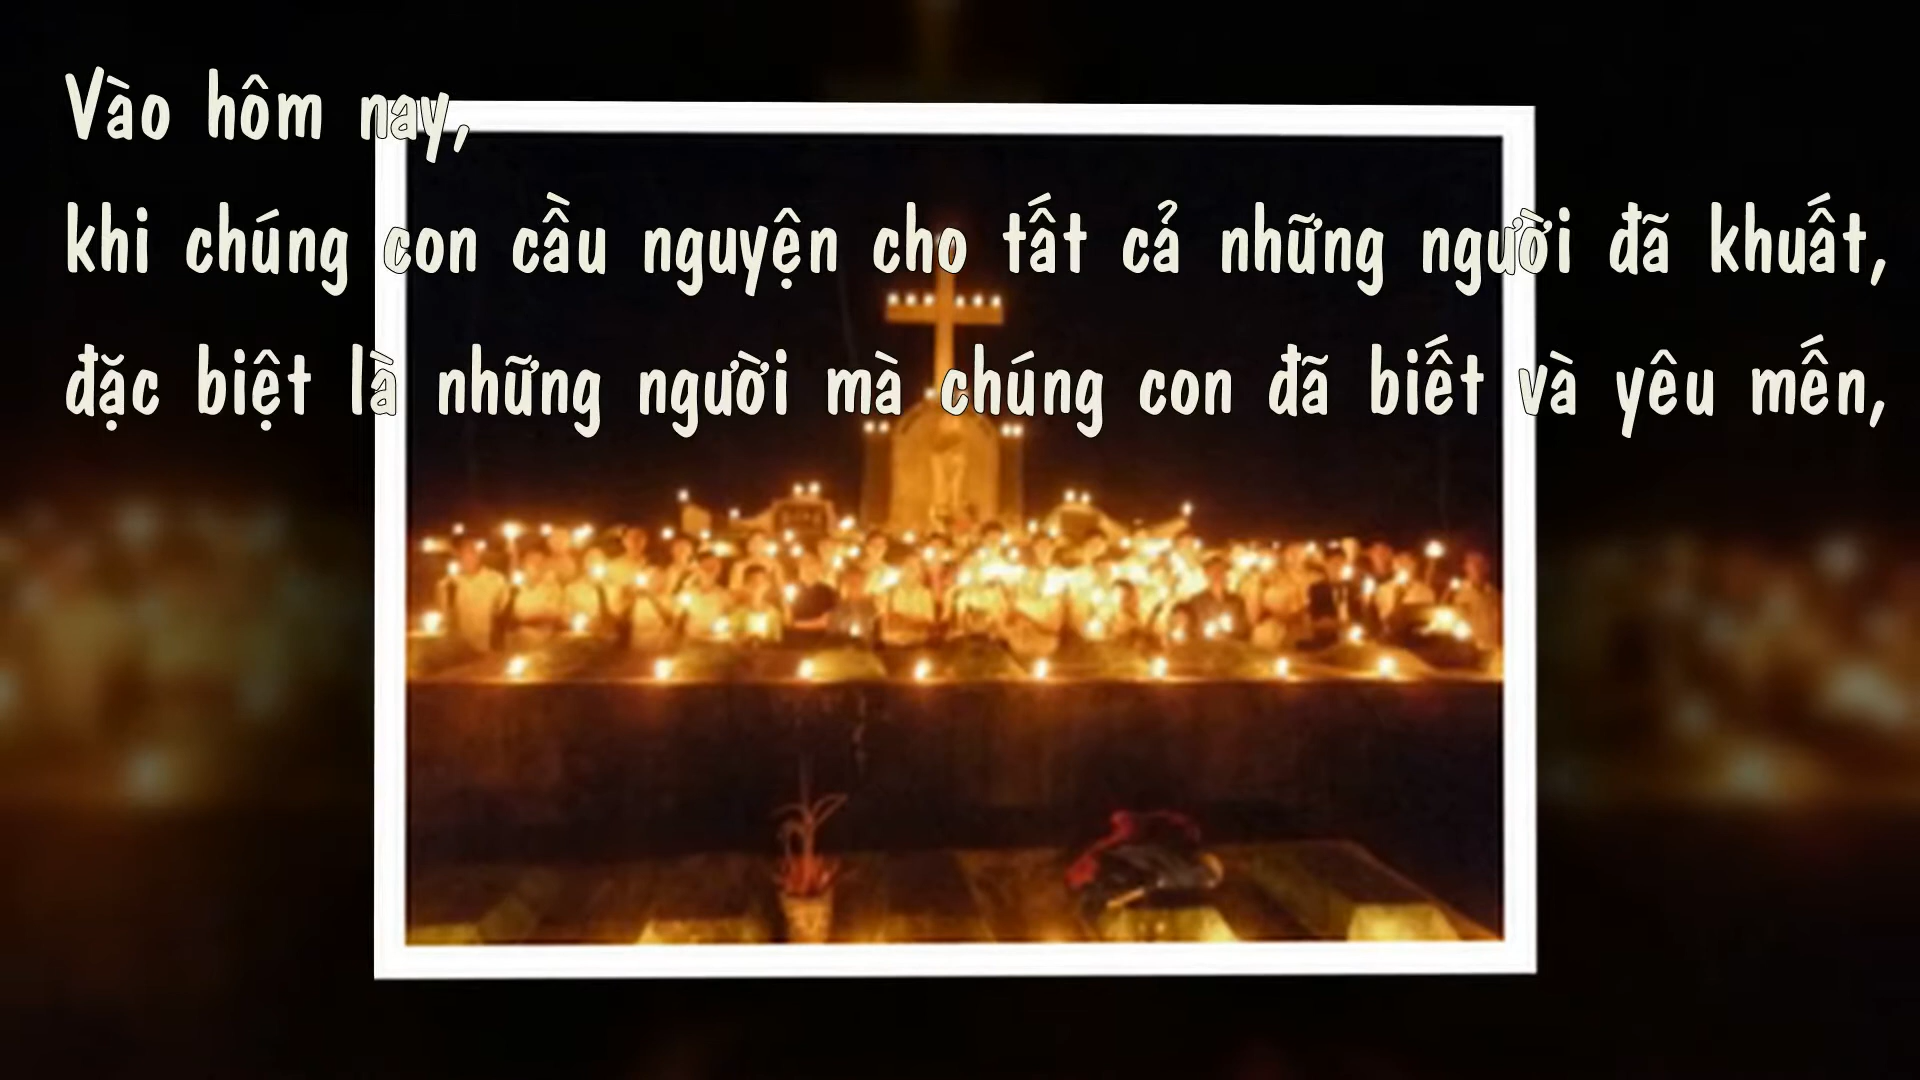 Vào hôm nay,
khi chúng con cầu nguyện cho tất cả những người đã khuất,
đặc biệt là những người mà chúng con đã biết và yêu mến,